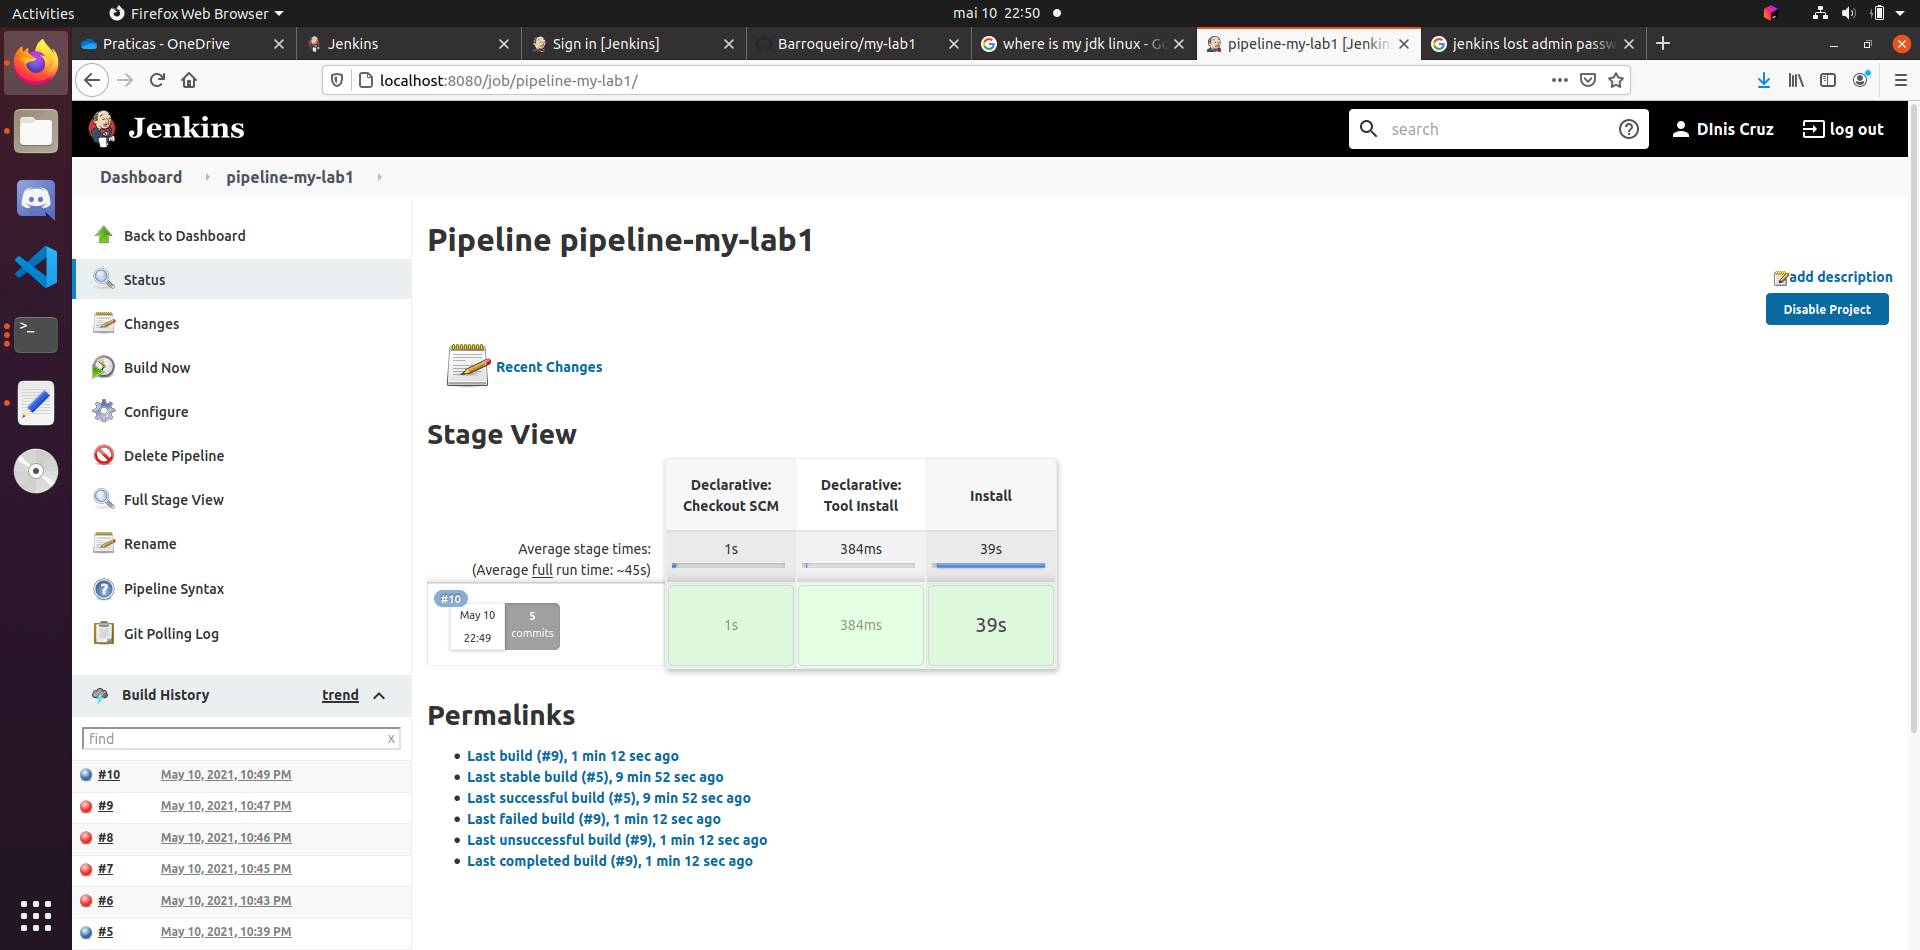 Activities
Firefox Web Browser
mai 10 22:50
Praticas - OneDrive
Jenkins
Sign in [Jenkins]
Barroqueiro/my-lab1
where is my jdk linux - Go
pipeline-my-lab1 [Jenkin
jenkins lost admin passw
localhost:8080/job/pipeline-my-lab1/
Jenkins
search
DInis Cruz
log out
Dashboard
pipeline-my-lab1
Back to Dashboard
Status
Changes
Build Now
Configure
Delete Pipeline
Full Stage View
Rename
Pipeline Syntax
Git Polling Log
Build History
trend
find
x
#10 May 10, 2021, 10:49 PM
#9 May 10, 2021, 10:47 PM
#8 May 10, 2021, 10:46 PM
#7 May 10, 2021, 10:45 PM
#6 May 10, 2021, 10:43 PM
#5 May 10, 2021, 10:39 PM
Pipeline pipeline-my-lab1
add description
Disable Project
Recent Changes
Stage View
Declarative:
Checkout SCM
Declarative:
Tool Install
Install
Average stage times:
(Average full run time: ~45s)
1s
384ms
39s
#10
May 10
22:49
5
commits
1s
384ms
39s
Permalinks
Last build (#9), 1 min 12 sec ago
Last stable build (#5), 9 min 52 sec ago
Last successful build (#5), 9 min 52 sec ago
Last failed build (#9), 1 min 12 sec ago
Last unsuccessful build (#9), 1 min 12 sec ago
Last completed build (#9), 1 min 12 sec ago